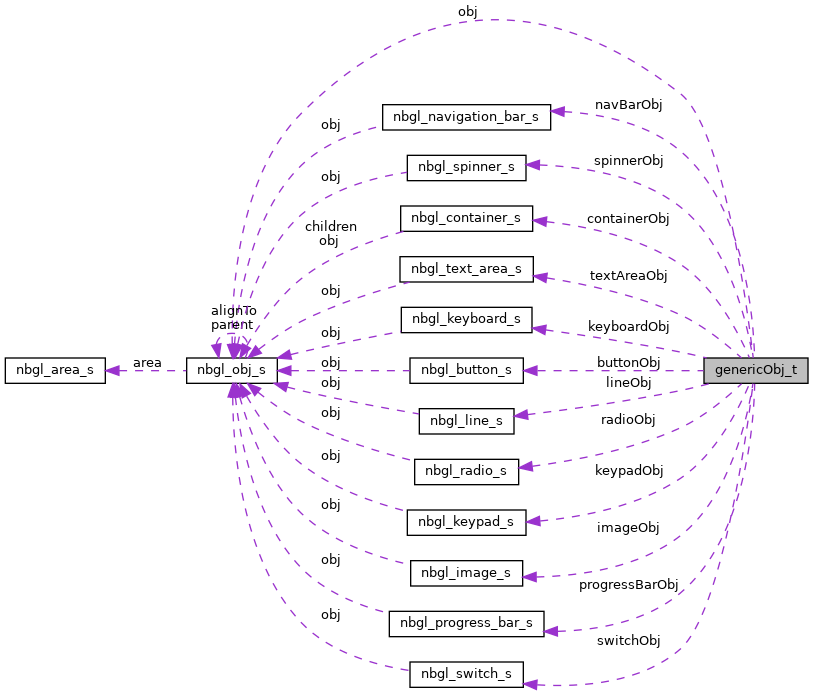 obj
navBarObj
nbgl_navigation_bar_s
obj
spinnerObj
nbgl_spinner_s
obj
containerObj
nbgl_container_s
children
obj
textAreaObj
nbgl_text_area_s
obj
alignTo
parent
keyboardObj
nbgl_keyboard_s
obj
nbgl_area_s
area
nbgl_obj_s
obj
nbgl_button_s
buttonObj
genericObj_t
obj
lineObj
nbgl_line_s
obj
radioObj
nbgl_radio_s
obj
keypadObj
nbgl_keypad_s
obj
imageObj
nbgl_image_s
obj
progressBarObj
nbgl_progress_bar_s
obj
switchObj
nbgl_switch_s